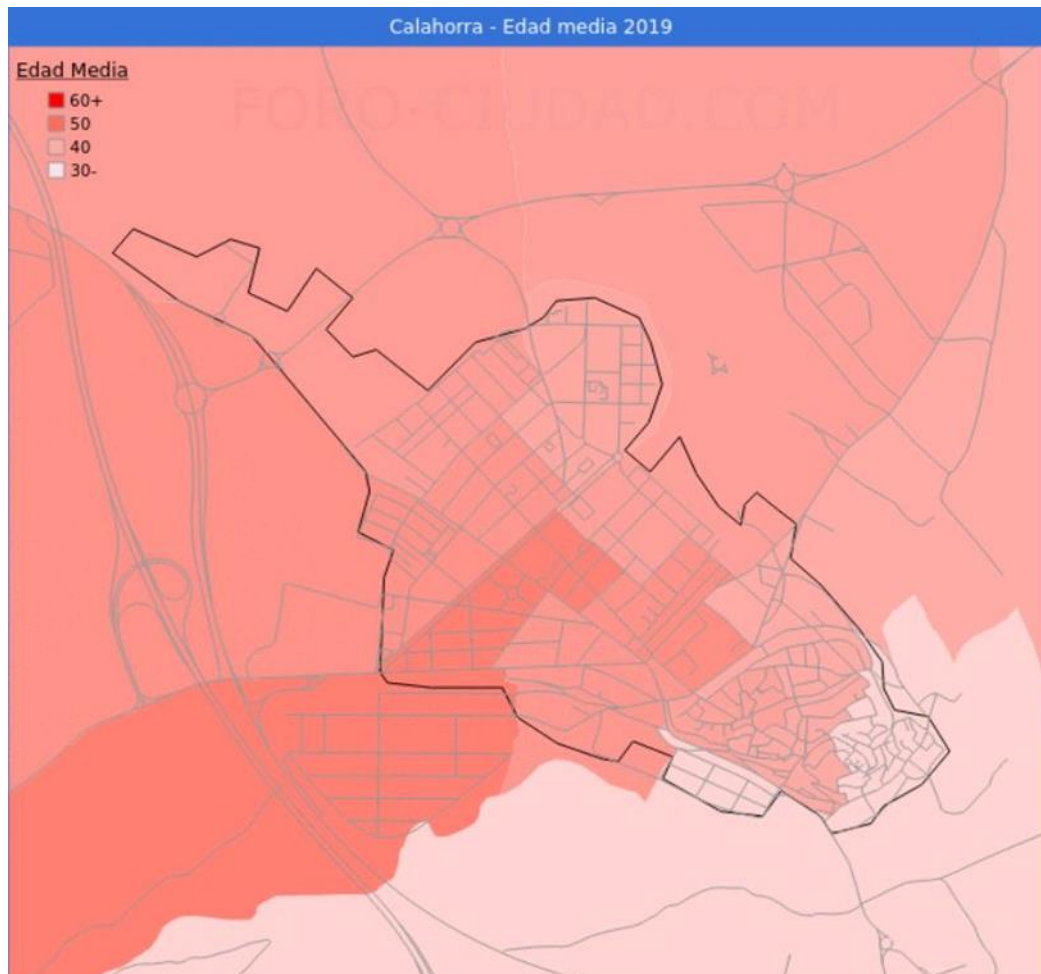 Calahorra - Edad media 2019
Edad Media
FORO-CIUDAD.COM
60+
50
40
30-